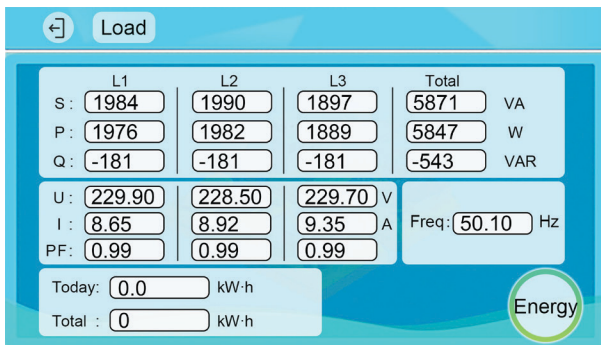 Load
L1 L2 L3 Total
S: 1984 1990 1897 5871 VA
P: 1976 1982 1889 5847 W
Q: -181 -181 -181 -543 VAR
U: 229.90 228.50 229.70 V
I: 8.65 8.92 9.35 A
Freq: 50.10 Hz
PF: 0.99 0.99 0.99
Today: 0.0 kW·h
Total : 0 kW·h
Energy